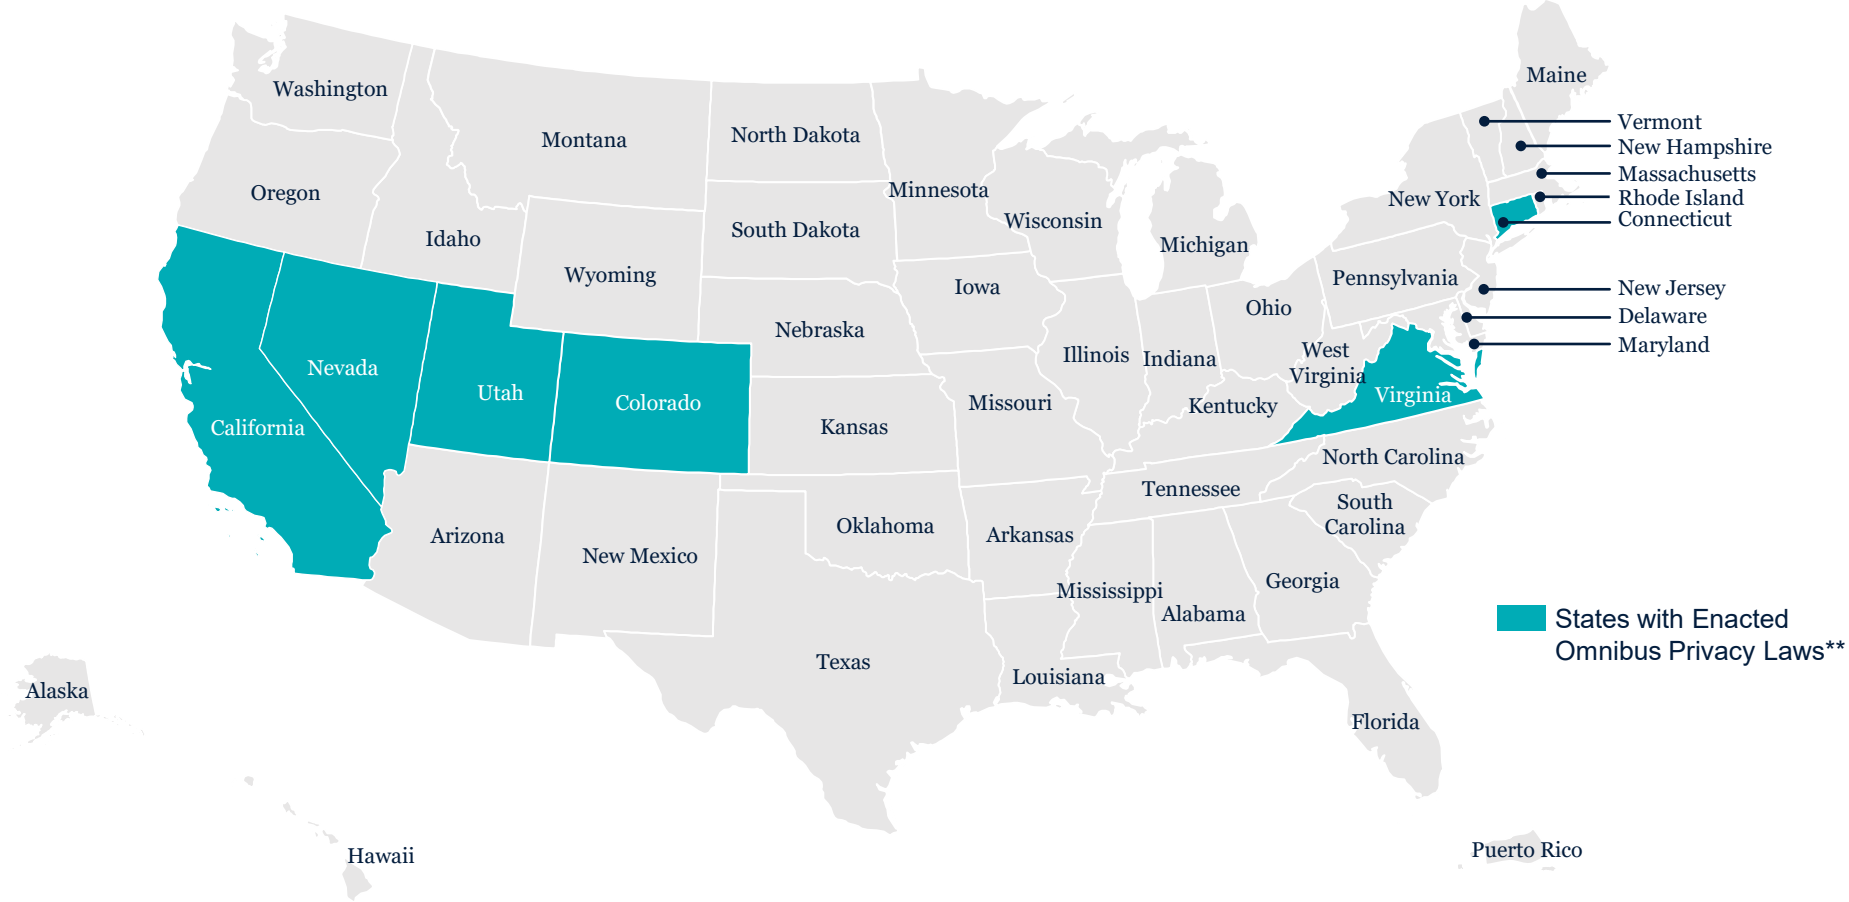 Washington
Montana
North Dakota
Minnesota
Maine
Vermont
New Hampshire
Massachusetts
Rhode Island
Connecticut
Oregon
Idaho
Wyoming
South Dakota
Wisconsin
Michigan
New York
Pennsylvania
New Jersey
Delaware
Maryland
Nevada
Utah
Colorado
California
Nebraska
Iowa
Illinois
Indiana
Ohio
West
Virginia
Virginia
Kentucky
Missouri
Kansas
North Carolina
Tennessee
South
Carolina
Arizona
New Mexico
Oklahoma
Arkansas
Mississippi
Alabama
Georgia
Texas
Louisiana
Florida
States with Enacted
Omnibus Privacy Laws**
Alaska
Hawaii
Puerto Rico